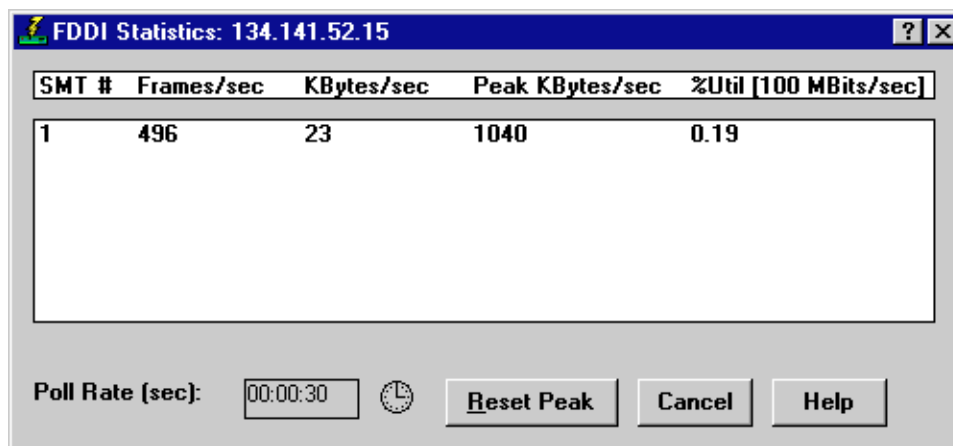 FDDI Statistics: 134.141.52.15
SMT # Frames/sec KBytes/sec Peak KBytes/sec %Util [100 MBits/sec]
1 496 23 1040 0.19
Poll Rate (sec): 00:00:30 Reset Peak Cancel Help